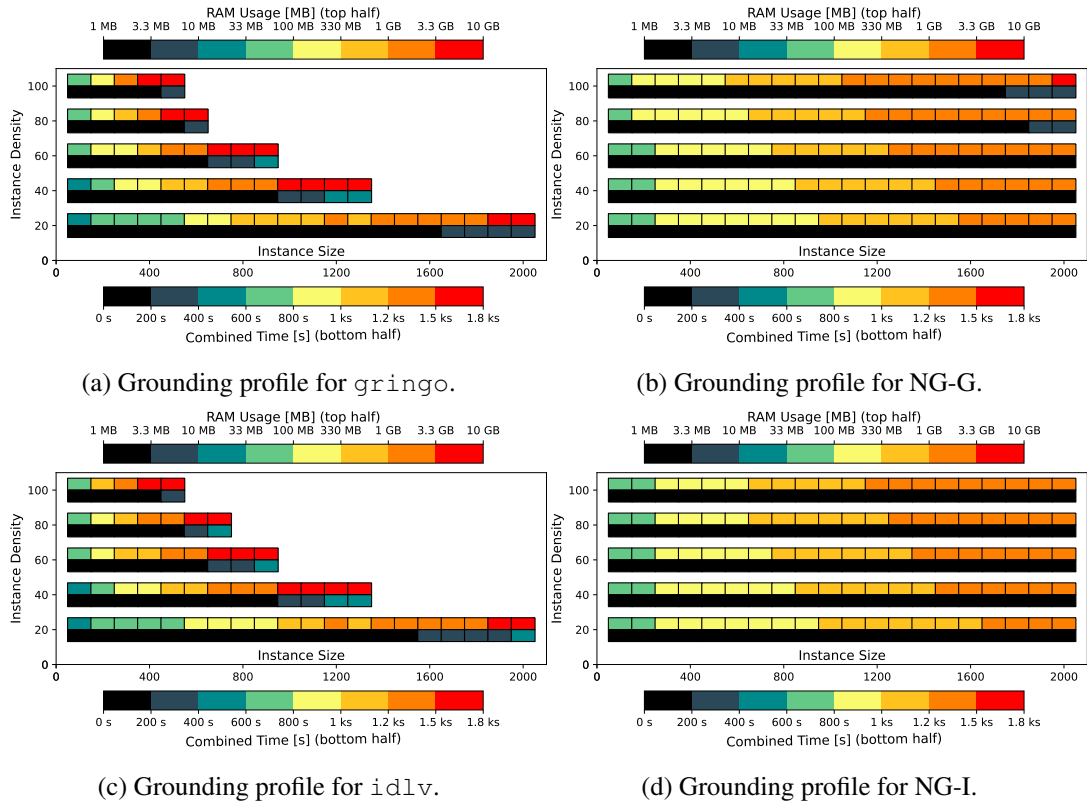 RAM Usage [MB] (top half)
1 MB 3.3 MB 10 MB 33 MB 100 MB 330 MB 1 GB 3.3 GB 10 GB
Instance Density
100
80
60
40
20
0
Instance Size
0 400 800 1200 1600 2000
0 s 200 s 400 s 600 s 800 s 1 ks 1.2 ks 1.5 ks 1.8 ks
Combined Time [s] (bottom half)
(a) Grounding profile for gringo.
RAM Usage [MB] (top half)
1 MB 3.3 MB 10 MB 33 MB 100 MB 330 MB 1 GB 3.3 GB 10 GB
Instance Density
100
80
60
40
20
0
Instance Size
0 400 800 1200 1600 2000
0 s 200 s 400 s 600 s 800 s 1 ks 1.2 ks 1.5 ks 1.8 ks
Combined Time [s] (bottom half)
(b) Grounding profile for NG-G.
RAM Usage [MB] (top half)
1 MB 3.3 MB 10 MB 33 MB 100 MB 330 MB 1 GB 3.3 GB 10 GB
Instance Density
100
80
60
40
20
0
Instance Size
0 400 800 1200 1600 2000
0 s 200 s 400 s 600 s 800 s 1 ks 1.2 ks 1.5 ks 1.8 ks
Combined Time [s] (bottom half)
(c) Grounding profile for idlv.
RAM Usage [MB] (top half)
1 MB 3.3 MB 10 MB 33 MB 100 MB 330 MB 1 GB 3.3 GB 10 GB
Instance Density
100
80
60
40
20
0
Instance Size
0 400 800 1200 1600 2000
0 s 200 s 400 s 600 s 800 s 1 ks 1.2 ks 1.5 ks 1.8 ks
Combined Time [s] (bottom half)
(d) Grounding profile for NG-I.